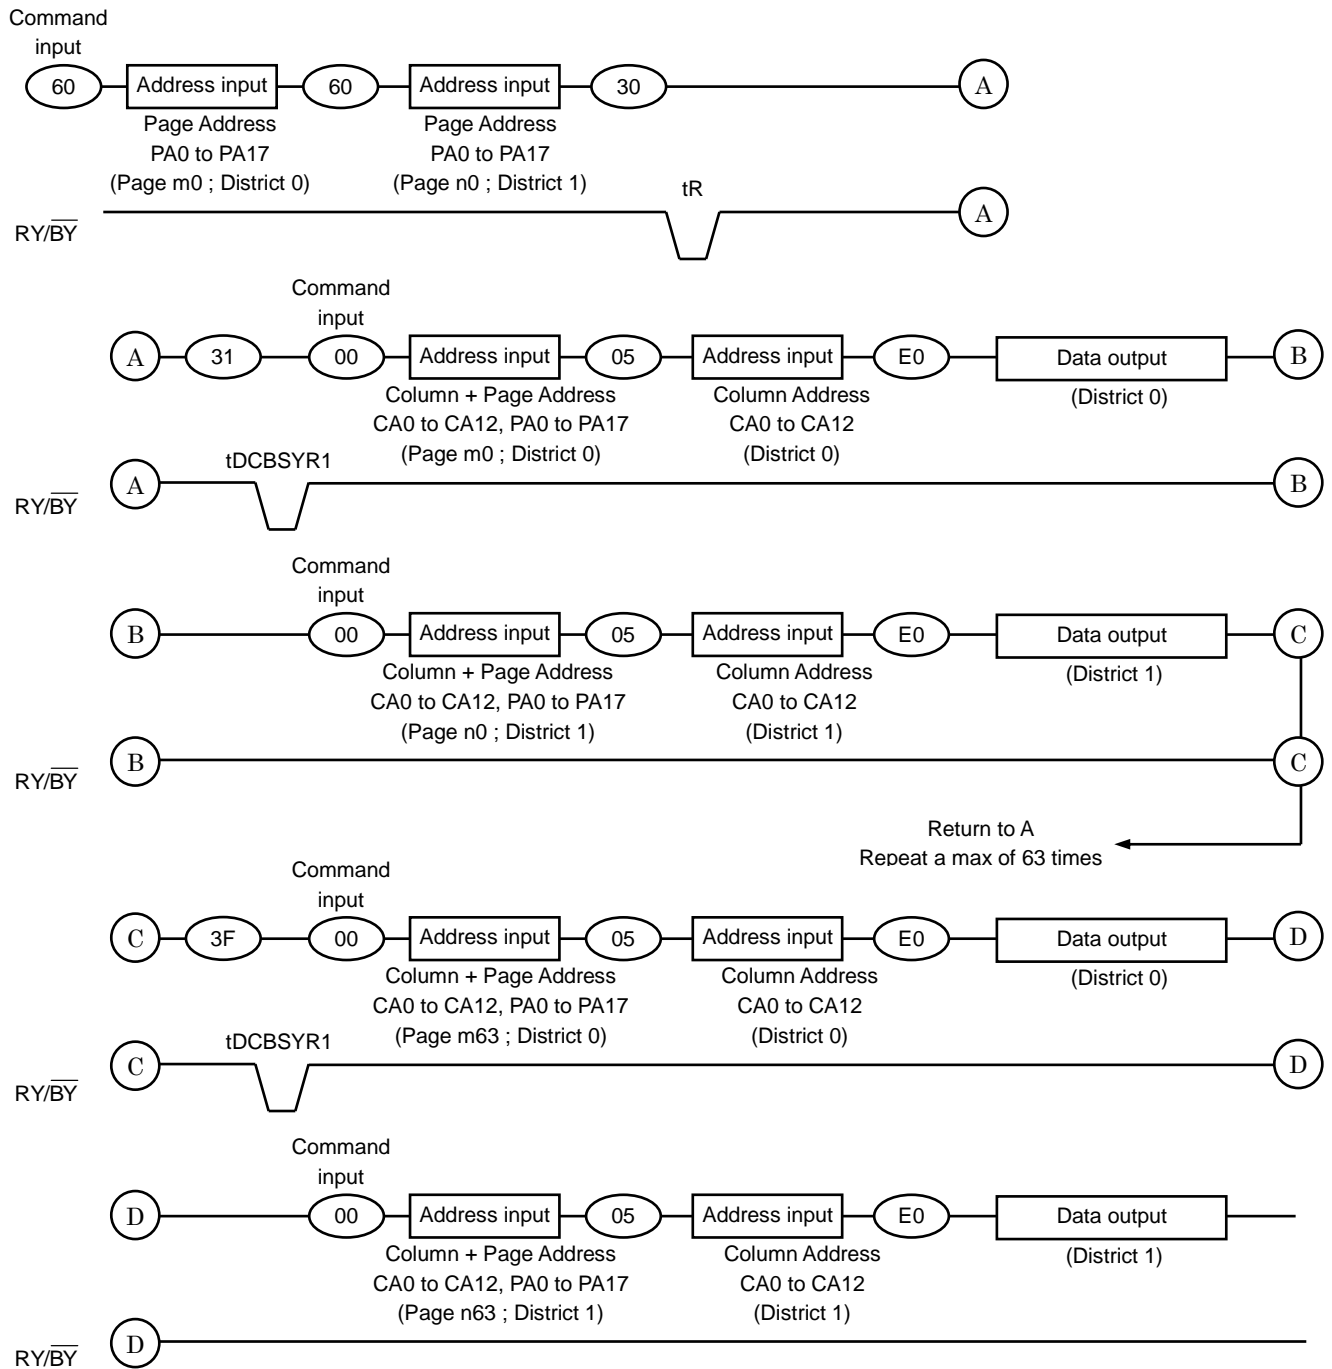 Command
input
60 Address input 60 Address input 30 A
Page Address Page Address
PA0 to PA17 PA0 to PA17
(Page m0 ; District 0) (Page n0 ; District 1)
tR
RY/BY A
Command
input
A 31 00 Address input 05 Address input E0 Data output B
Column + Page Address Column Address (District 0)
CA0 to CA12, PA0 to PA17 CA0 to CA12
(Page m0 ; District 0) (District 0)
tDCBSYR1
RY/BY A B
Command
input
B 00 Address input 05 Address input E0 Data output C
Column + Page Address Column Address (District 1)
CA0 to CA12, PA0 to PA17 CA0 to CA12
(Page n0 ; District 1) (District 1)
RY/BY B C
Return to A
Repeat a max of 63 times
Command
input
C 3F 00 Address input 05 Address input E0 Data output D
Column + Page Address Column Address (District 0)
CA0 to CA12, PA0 to PA17 CA0 to CA12
(Page m63 ; District 0) (District 0)
tDCBSYR1
RY/BY C D
Command
input
D 00 Address input 05 Address input E0 Data output
Column + Page Address Column Address (District 1)
CA0 to CA12, PA0 to PA17 CA0 to CA12
(Page n63 ; District 1) (District 1)
RY/BY D